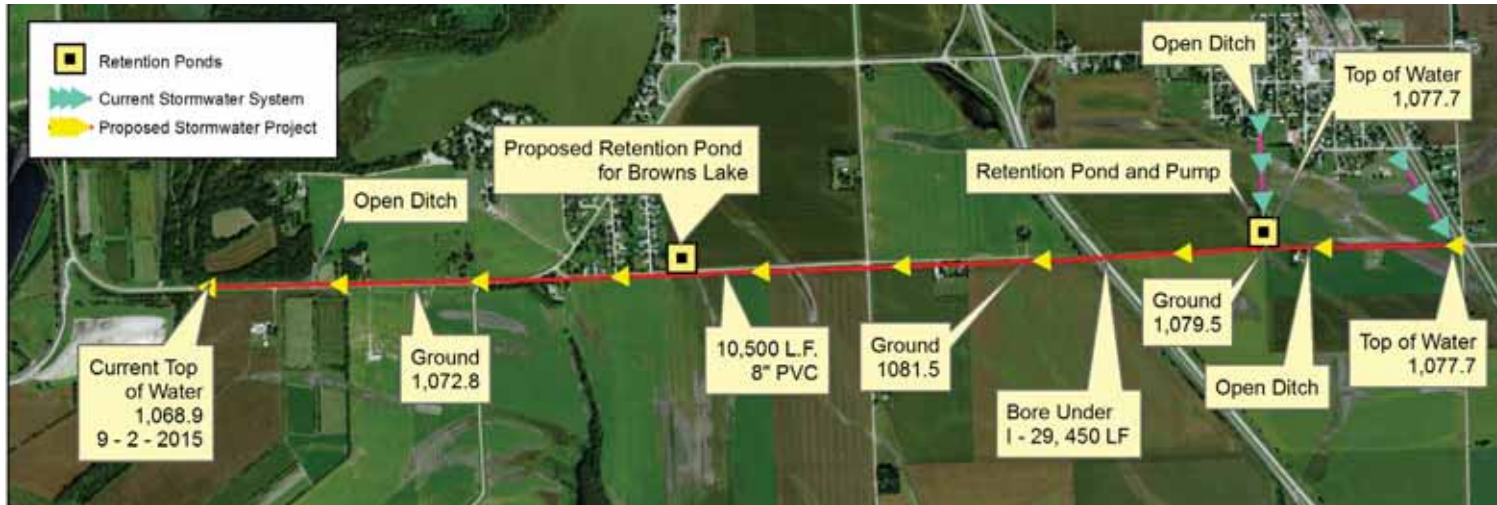 Retention Ponds
Current Stormwater System
Proposed Stormwater Project
Open Ditch
Top of Water
1,077.7
Proposed Retention Pond
for Browns Lake
Retention Pond and Pump
Open Ditch
Current Top
of Water
1,068.9
9 - 2 - 2015
Ground
1,072.8
10,500 L.F.
8" PVC
Ground
1081.5
Bore Under
I - 29, 450 LF
Ground
1,079.5
Open Ditch
Top of Water
1,077.7